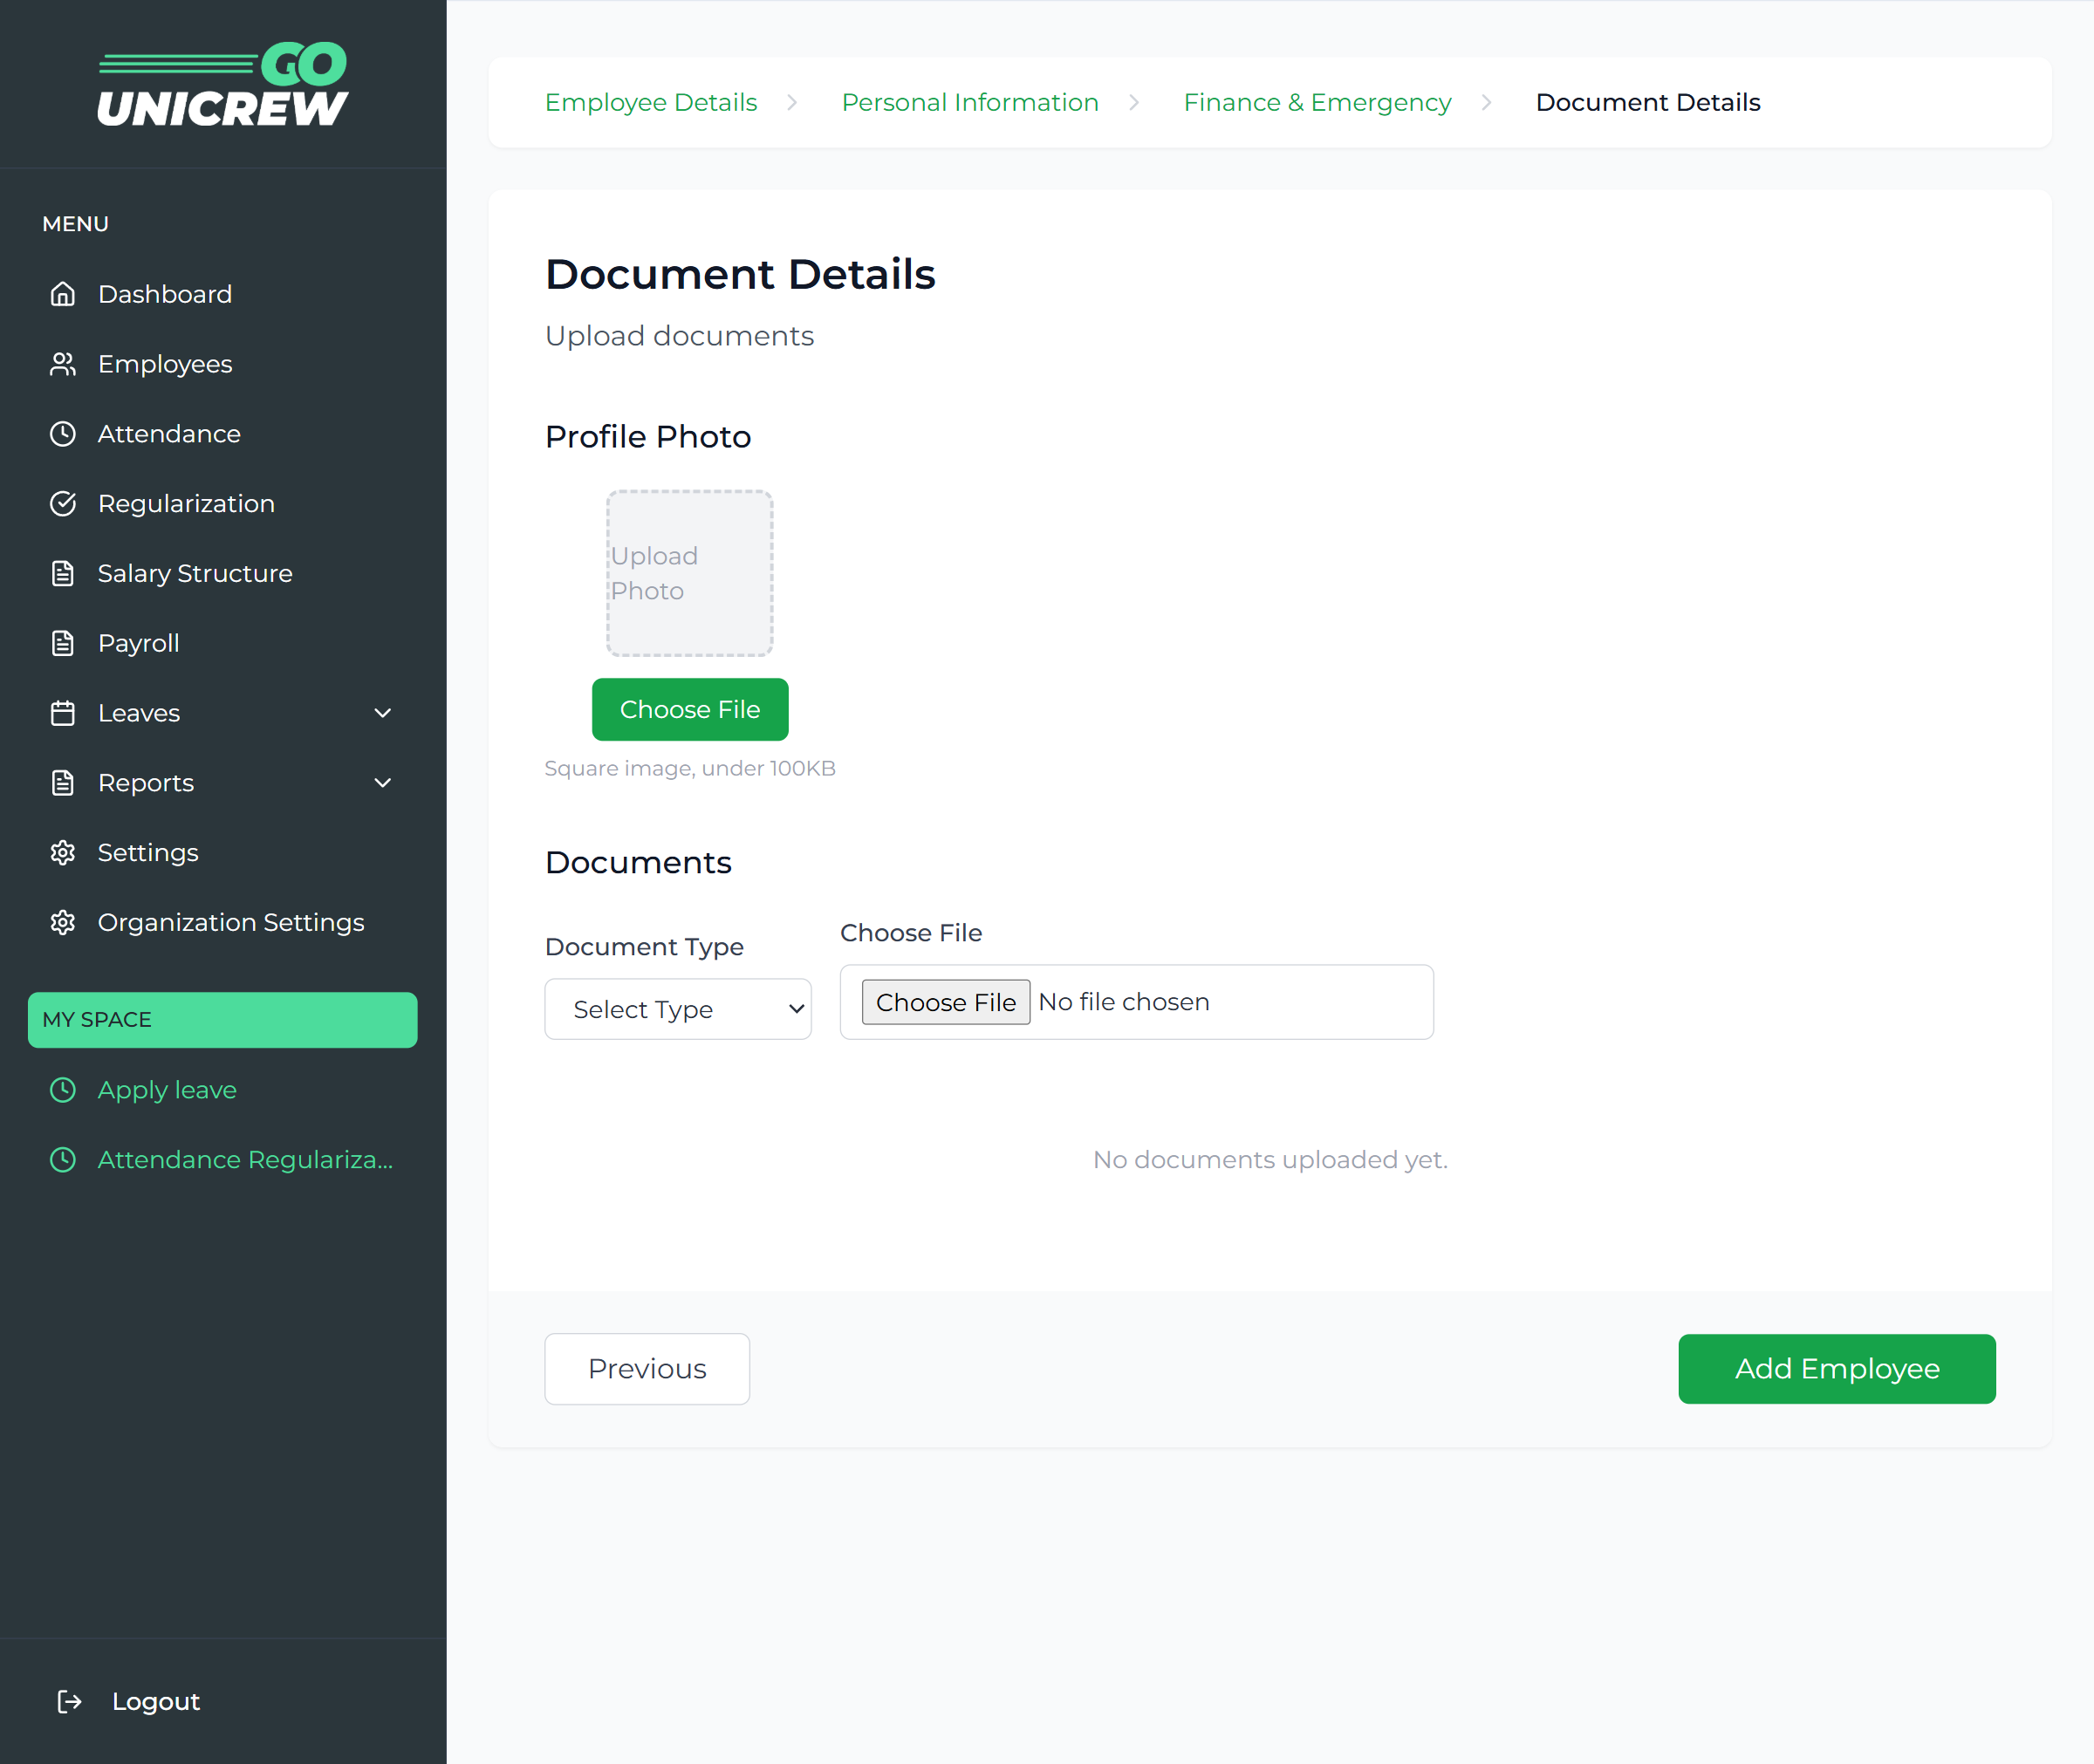 GO
UNICREW
MENU
Dashboard
Employees
Attendance
Regularization
Salary Structure
Payroll
Leaves
Reports
Settings
Organization Settings
MY SPACE
Apply leave
Attendance Regulariza...
Logout
Employee Details
Personal Information
Finance & Emergency
Document Details
Document Details
Upload documents
Profile Photo
Upload
Photo
Choose File
Square image, under 100KB
Documents
Document Type
Select Type
Choose File
Choose File No file chosen
No documents uploaded yet.
Previous
Add Employee